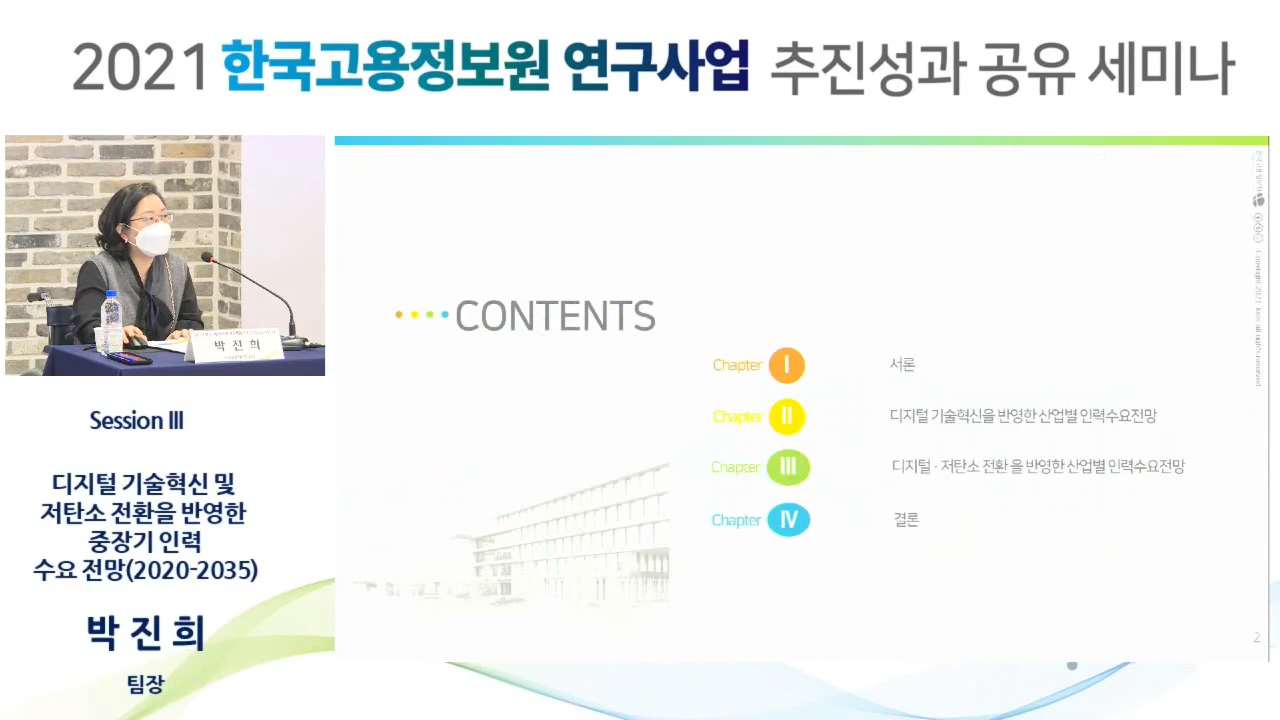 2021 한국고용정보원 연구사업 추진성과 공유 세미나
박 진 희
Session III
디지털 기술혁신 및
저탄소 전환을 반영한
중장기 인력
수요 전망(2020-2035)
박 진 희
팀장
CONTENTS
Chapter I 서론
Chapter II 디지털 기술혁신을 반영한 산업별 인력수요전망
Chapter III 디지털 · 저탄소 전환 을 반영한 산업별 인력수요전망
Chapter IV 결론
2